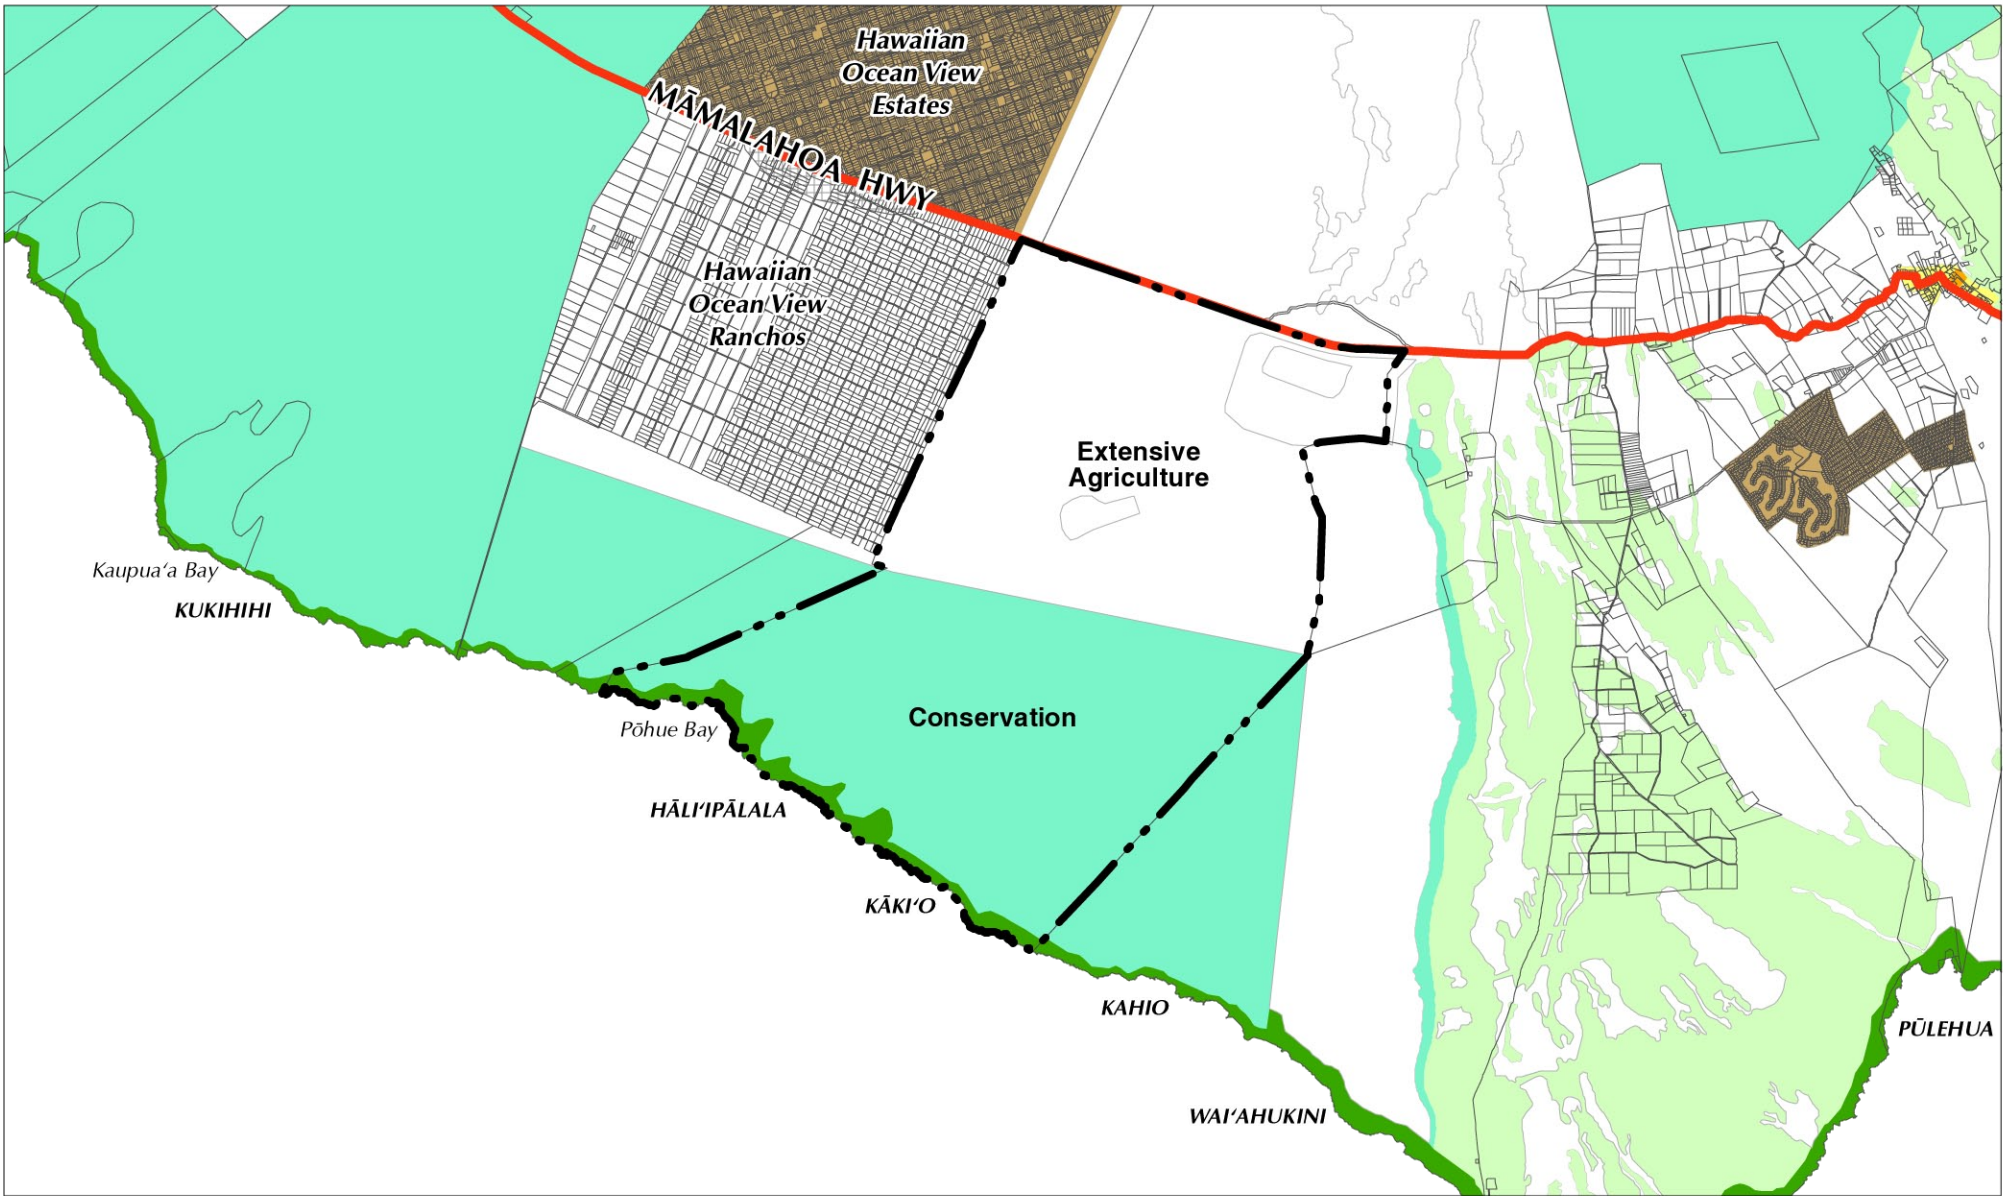 Hawaiian
Ocean View
Estates
MĀMALAHOA HWY
Hawaiian
Ocean View
Ranchos
Extensive
Agriculture
Kaupuaʻa Bay
KUKIHIHI
Conservation
Pōhue Bay
HĀLIʻIPĀLALA
KĀKIʻO
KAHIO
PŪLEHUA
WAIʻAHUKINI